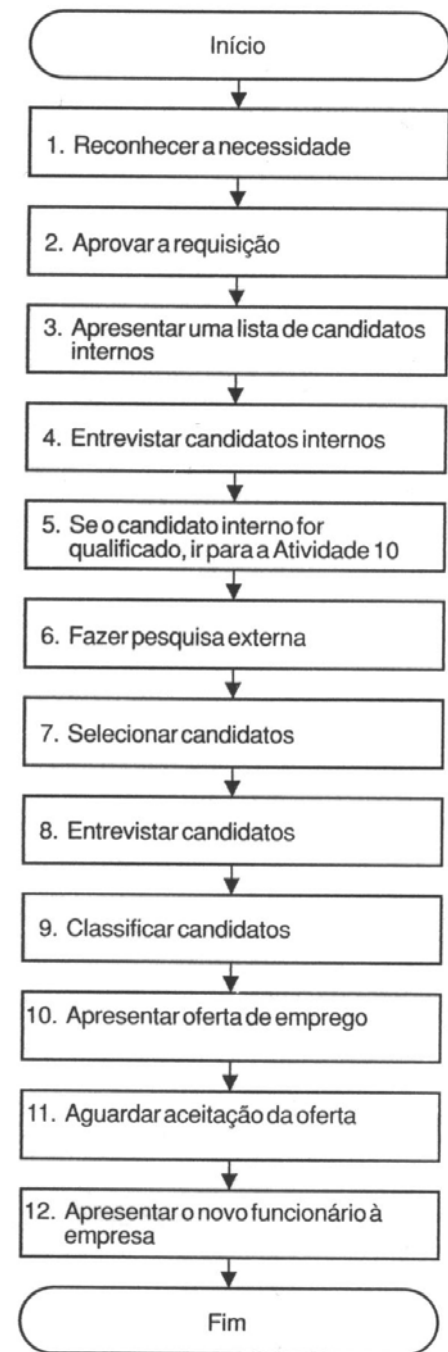 Início
1. Reconhecer a necessidade
2. Aprovar a requisição
3. Apresentar uma lista de candidatos
internos
4. Entrevistar candidatos internos
5. Se o candidato interno for
qualificado, ir para a Atividade 10
6. Fazer pesquisa externa
7. Selecionar candidatos
8. Entrevistar candidatos
9. Classificar candidatos
10. Apresentar oferta de emprego
11. Aguardar aceitação da oferta
12. Apresentar o novo funcionário à
empresa
Fim